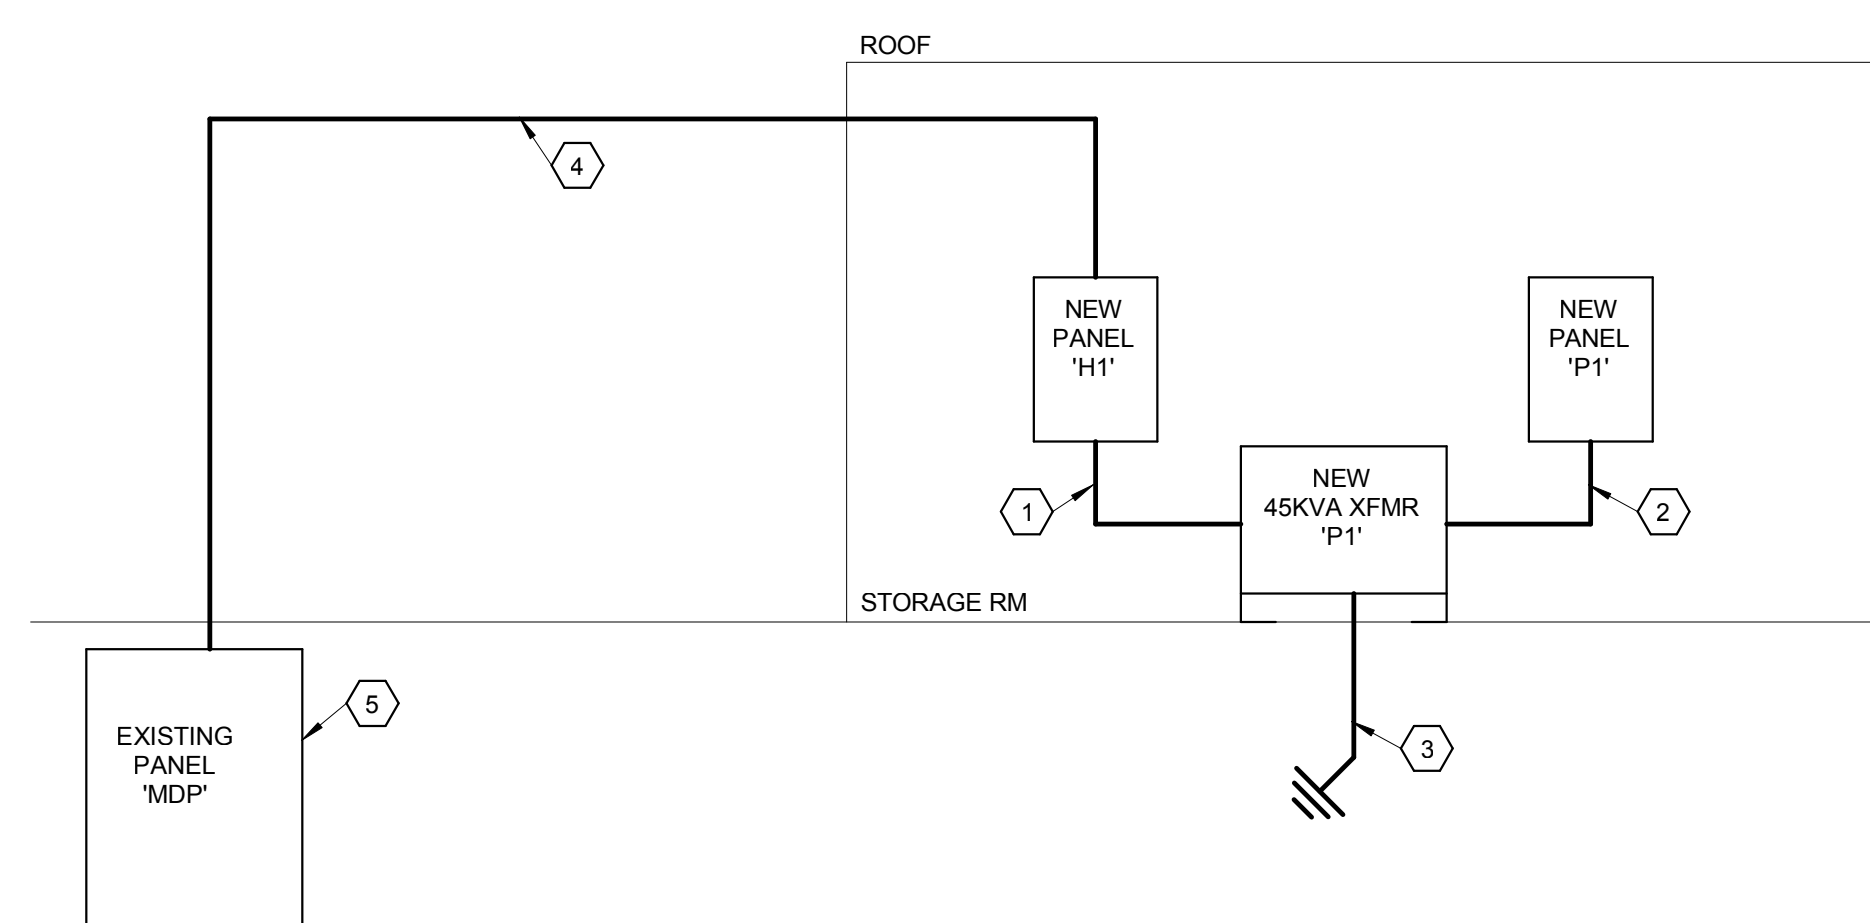 ROOF
4
NEW
PANEL
'H1'
NEW
PANEL
'P1'
NEW
45KVA XFMR
'P1'
1
2
STORAGE RM
5
EXISTING
PANEL
'MDP'
3